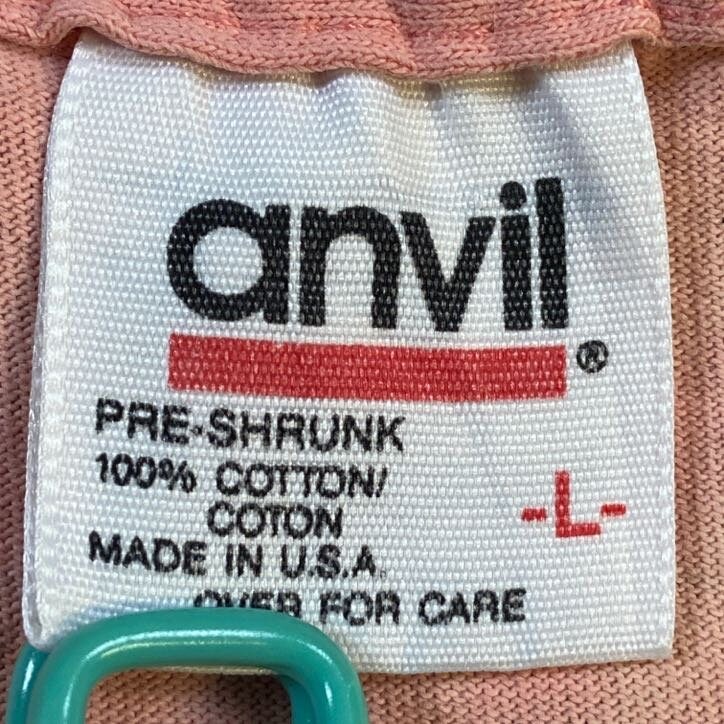 anvil®
PRE-SHRUNK
100% COTTON/
COTON
-L-
MADE IN U.S.A.
OVER FOR CARE